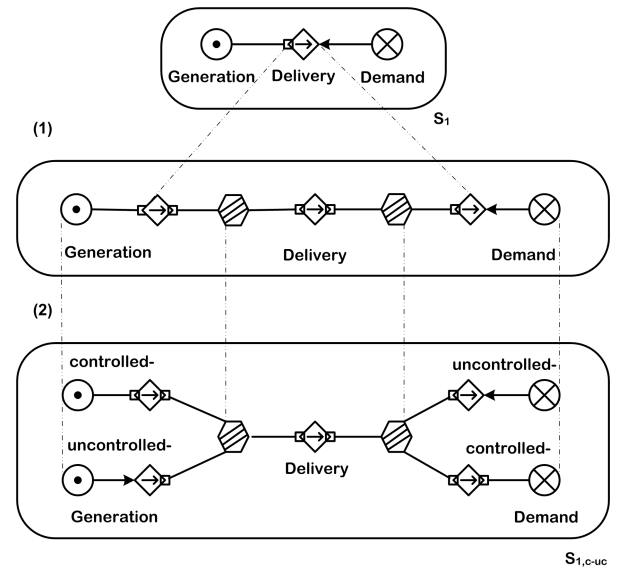 Generation Delivery Demand
S1
(1)
Generation Delivery Demand
(2)
controlled- uncontrolled-
uncontrolled- controlled-
Delivery
Generation Demand
S1,c-uc